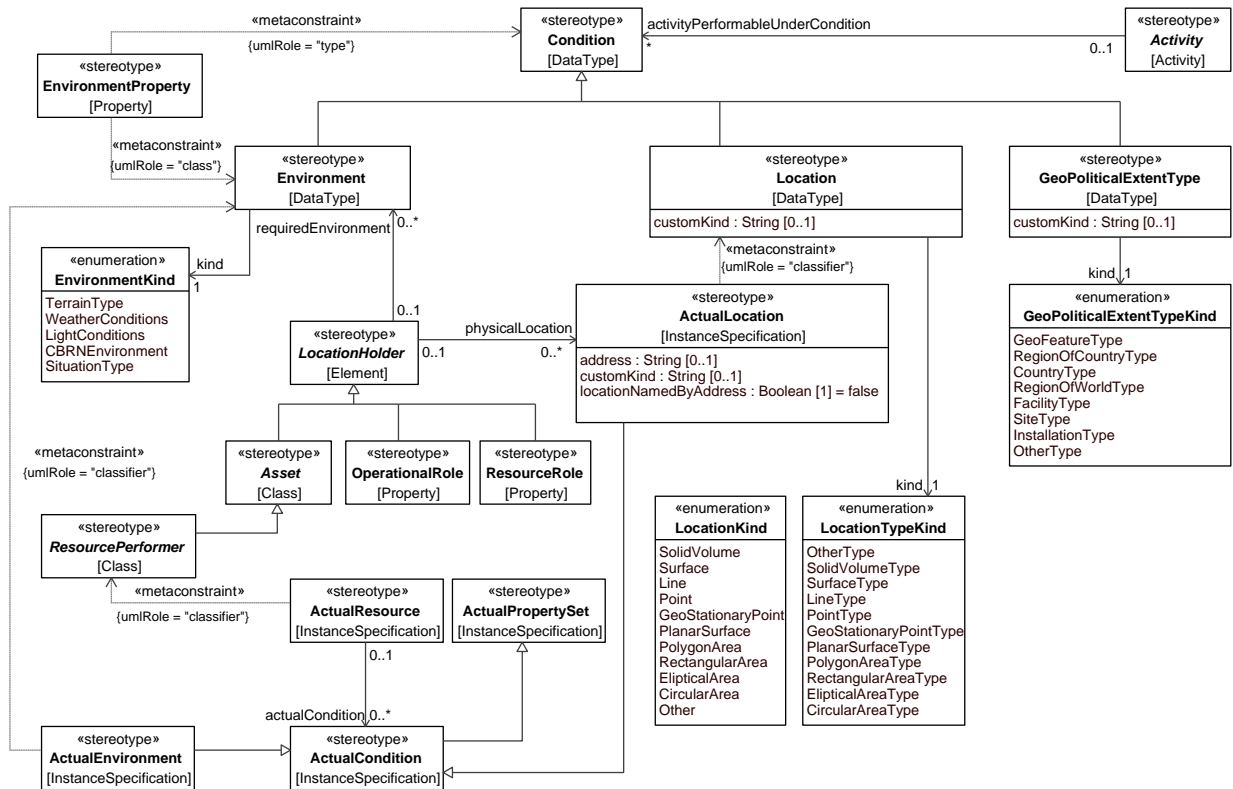 «metaconstraint»
{umlRole = "type"}
«stereotype»
Condition
[DataType]
activityPerformableUnderCondition
*
0..1
«stereotype»
Activity
[Activity]
«stereotype»
EnvironmentProperty
[Property]
«metaconstraint»
{umlRole = "class"}
«stereotype»
Environment
[DataType]
«stereotype»
Location
[DataType]
customKind : String [0..1]
«stereotype»
GeoPoliticalExtentType
[DataType]
customKind : String [0..1]
requiredEnvironment
0..*
0..1
kind
1
«enumeration»
EnvironmentKind
TerrainType
WeatherConditions
LightConditions
CBRNEnvironment
SituationType
«metaconstraint»
{umlRole = "classifier"}
kind
1
«enumeration»
GeoPoliticalExtentTypeKind
GeoFeatureType
RegionOfCountryType
CountryType
RegionOfWorldType
FacilityType
SiteType
InstallationType
OtherType
«stereotype»
LocationHolder
[Element]
physicalLocation
0..1
0..*
«stereotype»
ActualLocation
[InstanceSpecification]
address : String [0..1]
customKind : String [0..1]
locationNamedByAddress : Boolean [1] = false
«metaconstraint»
{umlRole = "classifier"}
«stereotype»
Asset
[Class]
«stereotype»
OperationalRole
[Property]
«stereotype»
ResourceRole
[Property]
kind
1
«stereotype»
ResourcePerformer
[Class]
«enumeration»
LocationKind
SolidVolume
Surface
Line
Point
GeoStationaryPoint
PlanarSurface
PolygonArea
RectangularArea
ElipticalArea
CircularArea
Other
«enumeration»
LocationTypeKind
OtherType
SolidVolumeType
SurfaceType
LineType
PointType
GeoStationaryPointType
PlanarSurfaceType
PolygonAreaType
RectangularAreaType
ElipticalAreaType
CircularAreaType
«metaconstraint»
{umlRole = "classifier"}
«stereotype»
ActualResource
[InstanceSpecification]
«stereotype»
ActualPropertySet
[InstanceSpecification]
0..1
actualCondition
0..*
«stereotype»
ActualEnvironment
[InstanceSpecification]
«stereotype»
ActualCondition
[InstanceSpecification]